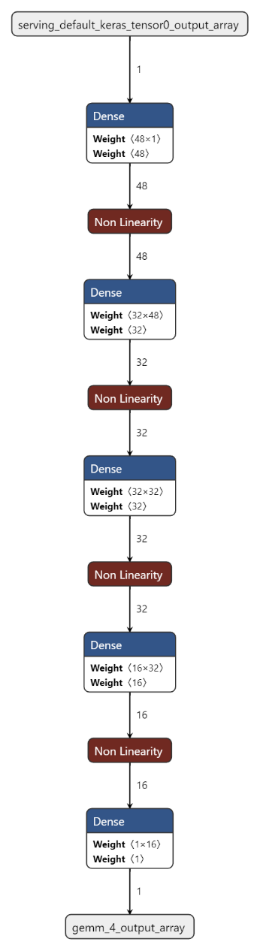 serving_default_keras_tensor0_output_array
1
Dense
Weight〈48×1〉
Weight〈48〉
48
Non Linearity
48
Dense
Weight〈32×48〉
Weight〈32〉
32
Non Linearity
32
Dense
Weight〈32×32〉
Weight〈32〉
32
Non Linearity
32
Dense
Weight〈16×32〉
Weight〈16〉
16
Non Linearity
16
Dense
Weight〈1×16〉
Weight〈1〉
1
gemm_4_output_array